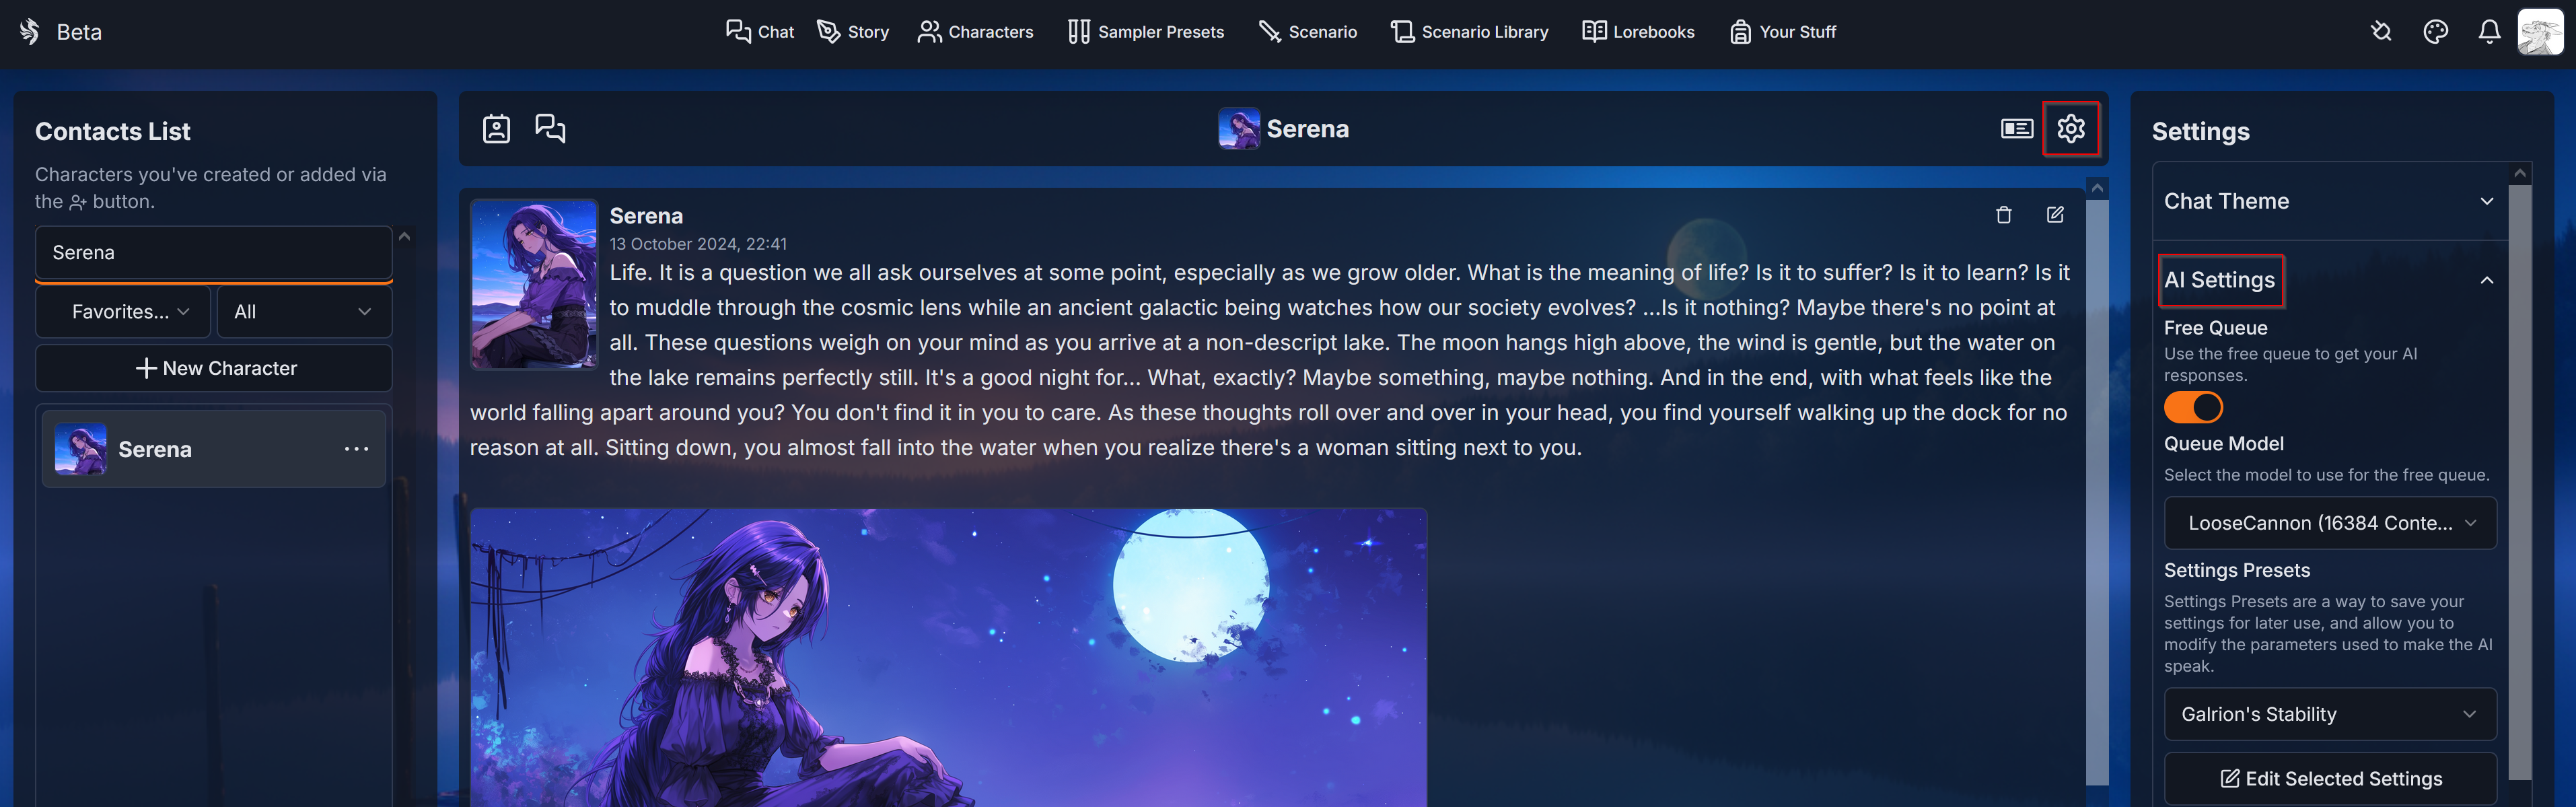 Beta
Chat
Story
Characters
Sampler Presets
Scenario
Scenario Library
Lorebooks
Your Stuff
Contacts List
Characters you've created or added via
the button.
Serena
Favorites...
All
New Character
Serena
Serena
Serena
13 October 2024, 22:41
Life. It is a question we all ask ourselves at some point, especially as we grow older. What is the meaning of life? Is it to suffer? Is it to learn? Is it
to muddle through the cosmic lens while an ancient galactic being watches how our society evolves? ...Is it nothing? Maybe there's no point at
all. These questions weigh on your mind as you arrive at a non-descript lake. The moon hangs high above, the wind is gentle, but the water on
the lake remains perfectly still. It's a good night for... What, exactly? Maybe something, maybe nothing. And in the end, with what feels like the
world falling apart around you? You don't find it in you to care. As these thoughts roll over and over in your head, you find yourself walking up the dock for no
reason at all. Sitting down, you almost fall into the water when you realize there's a woman sitting next to you.
Settings
Chat Theme
AI Settings
Free Queue
Use the free queue to get your AI
responses.
Queue Model
Select the model to use for the free queue.
LooseCannon (16384 Conte...
Settings Presets
Settings Presets are a way to save your
settings for later use, and allow you to
modify the parameters used to make the AI
speak.
Galrion's Stability
Edit Selected Settings